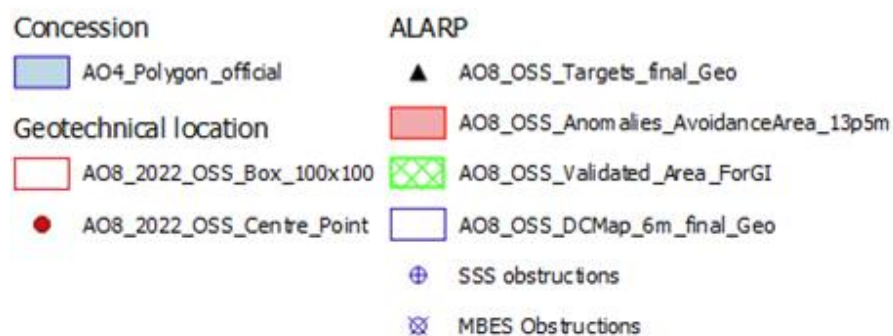 Concession
AO4_Polygon_official
Geotechnical location
AO8_2022_OSS_Box_100x100
AO8_2022_OSS_Centre_Point
ALARP
AO8_OSS_Targets_final_Geo
AO8_OSS_Anomalies_AvoidanceArea_13p5m
AO8_OSS_Validated_Area_ForGI
AO8_OSS_DCMap_6m_final_Geo
SSS obstructions
MBES Obstructions